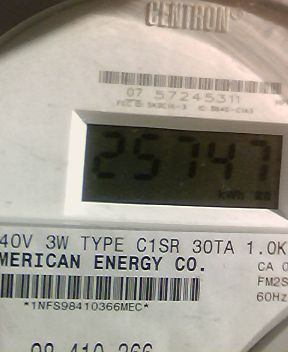 CENTRON®
07 57245311
25747
kWh
40V 3W TYPE C1SR 30TA 1.0K
MERICAN ENERGY CO.
CA 0
FM2S
60Hz
*1NFS98410366MEC*
98 410 366